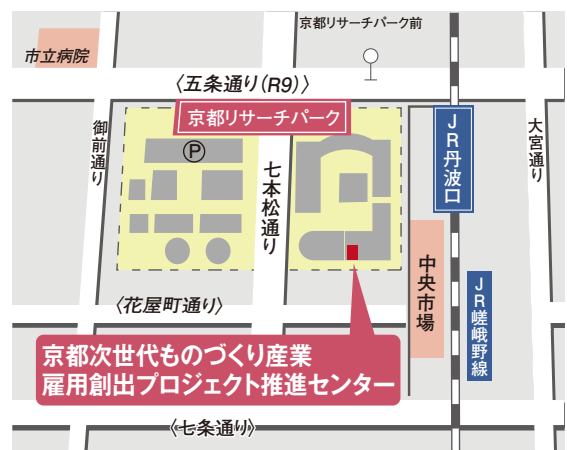 京都リサーチパーク前
市立病院
〈五条通り(R9)〉
京都リサーチパーク
御前通り
Ⓟ
七本松通り
JR丹波口
大宮通り
中央市場
JR嵯峨野線
〈花屋町通り〉
京都次世代ものづくり産業
雇用創出プロジェクト推進センター
〈七条通り〉